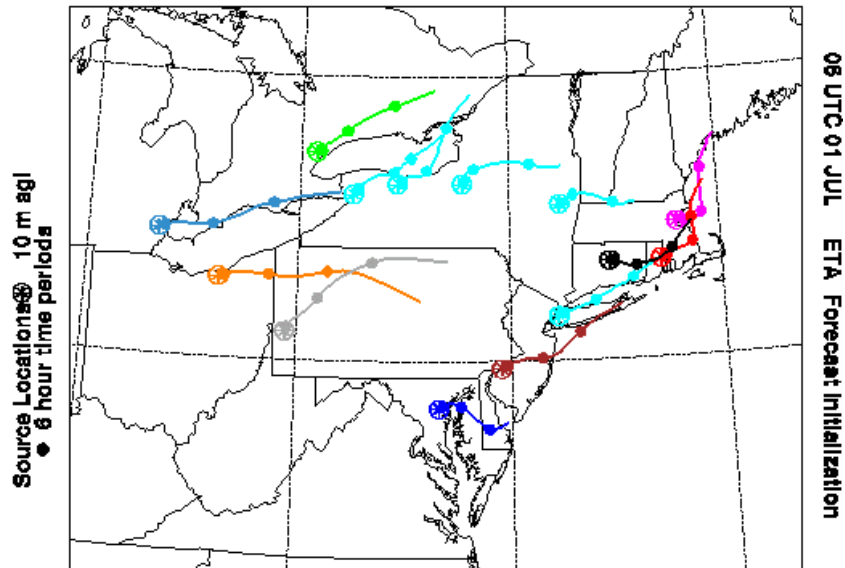 Source Locations 10 m agl
● 6 hour time periods
06 UTC 01 JUL ETA Forecast Initialization